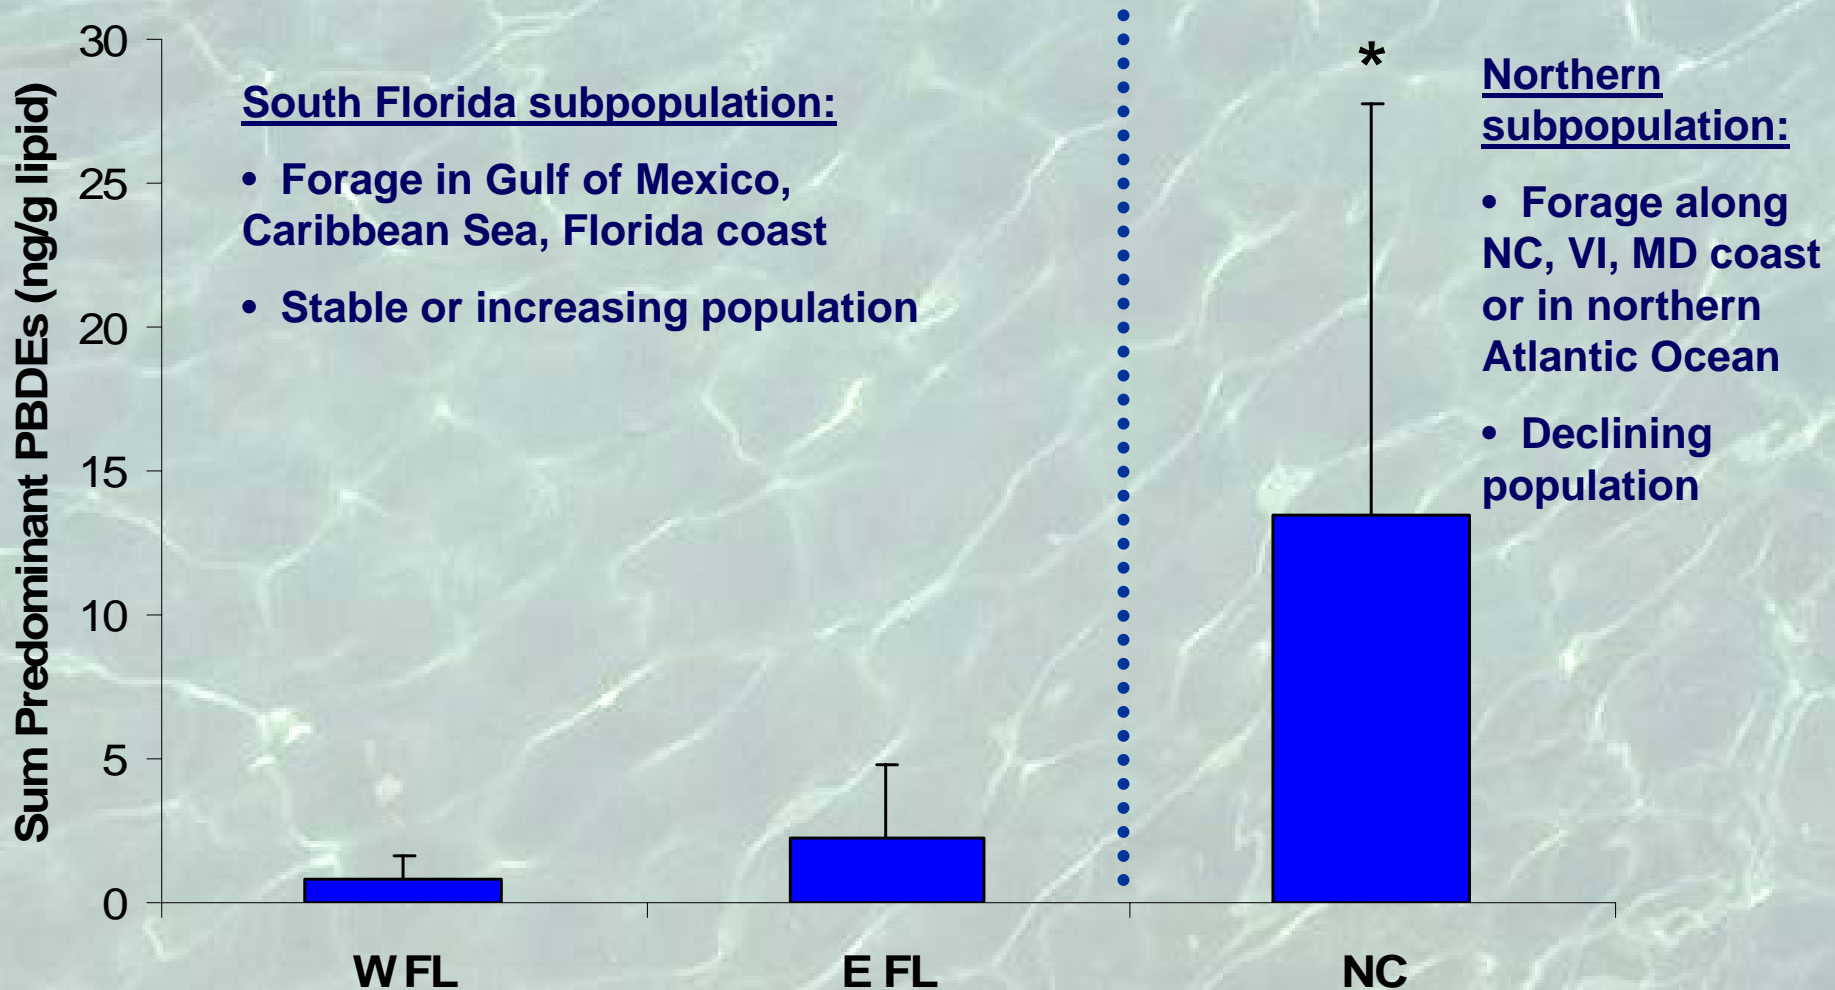 Sum Predominant PBDEs (ng/g lipid)
30
25
20
15
10
5
0
South Florida subpopulation:
• Forage in Gulf of Mexico,
Caribbean Sea, Florida coast
• Stable or increasing population
*
Northern
subpopulation:
• Forage along
NC, VI, MD coast
or in northern
Atlantic Ocean
• Declining
population
W FL
E FL
NC